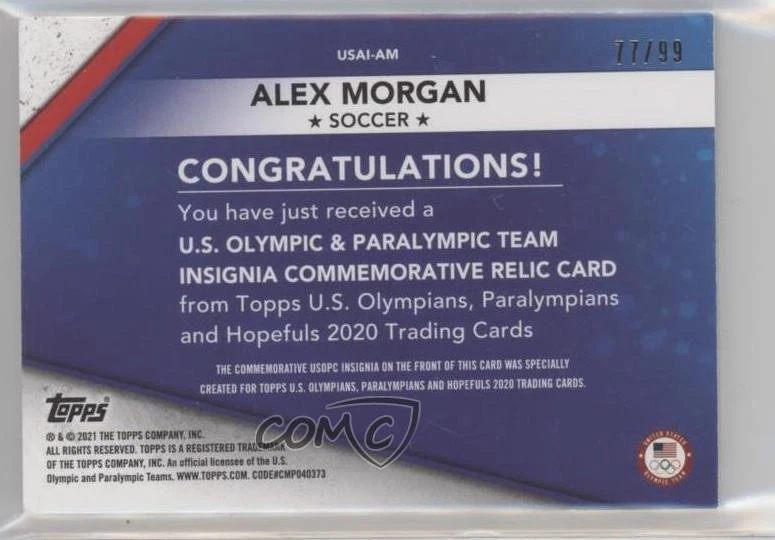 USAI-AM
77/99
ALEX MORGAN
★ SOCCER ★
CONGRATULATIONS!
You have just received a
U.S. OLYMPIC & PARALYMPIC TEAM
INSIGNIA COMMEMORATIVE RELIC CARD
from Topps U.S. Olympians, Paralympians
and Hopefuls 2020 Trading Cards
THE COMMEMORATIVE USOPC INSIGNIA ON THE FRONT OF THIS CARD WAS SPECIALLY
CREATED FOR TOPPS U.S. OLYMPIANS, PARALYMPIANS AND HOPEFULS 2020 TRADING CARDS.
topps
® & © 2021 THE TOPPS COMPANY, INC.
ALL RIGHTS RESERVED. TOPPS IS A REGISTERED TRADEMARK
OF THE TOPPS COMPANY, INC. An official licensee of the U.S.
Olympic and Paralympic Teams. WWW.TOPPS.COM. CODE#CMP040373
COMC
UNITED STATES
OLYMPIC TEAM